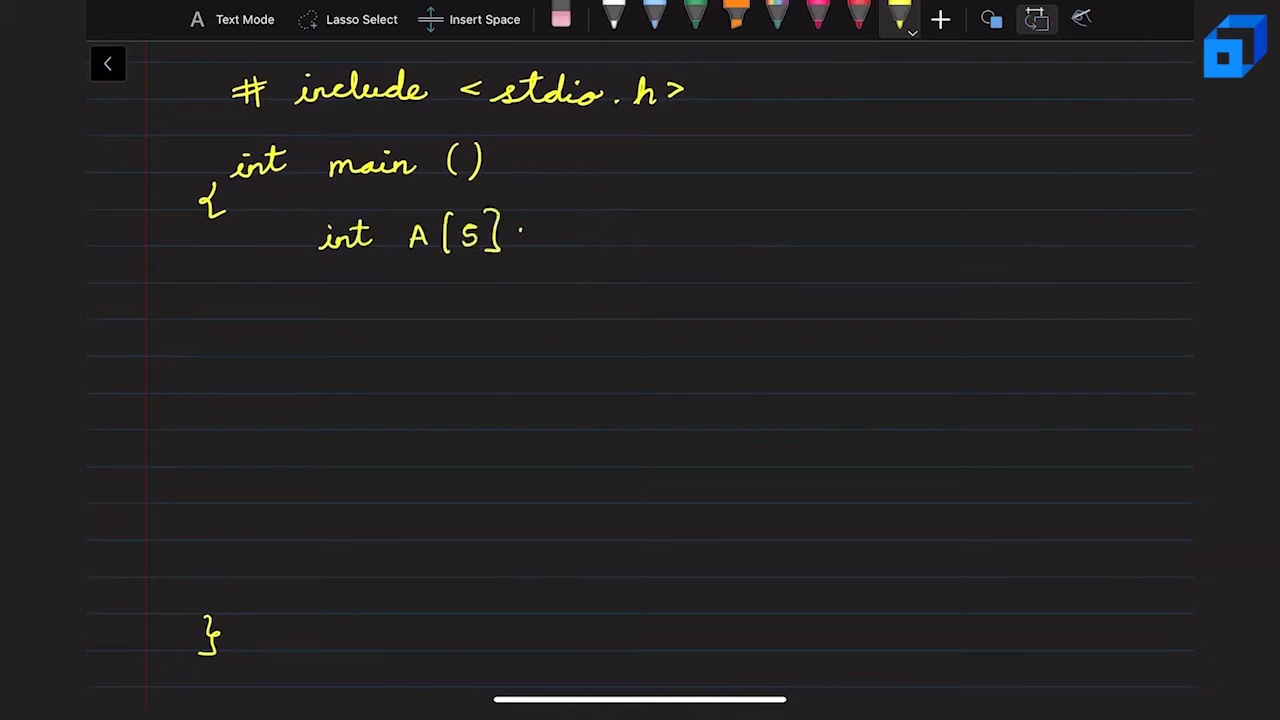 Text Mode Lasso Select Insert Space
# include <stdio.h>
int main ()
{
int A[5]
}